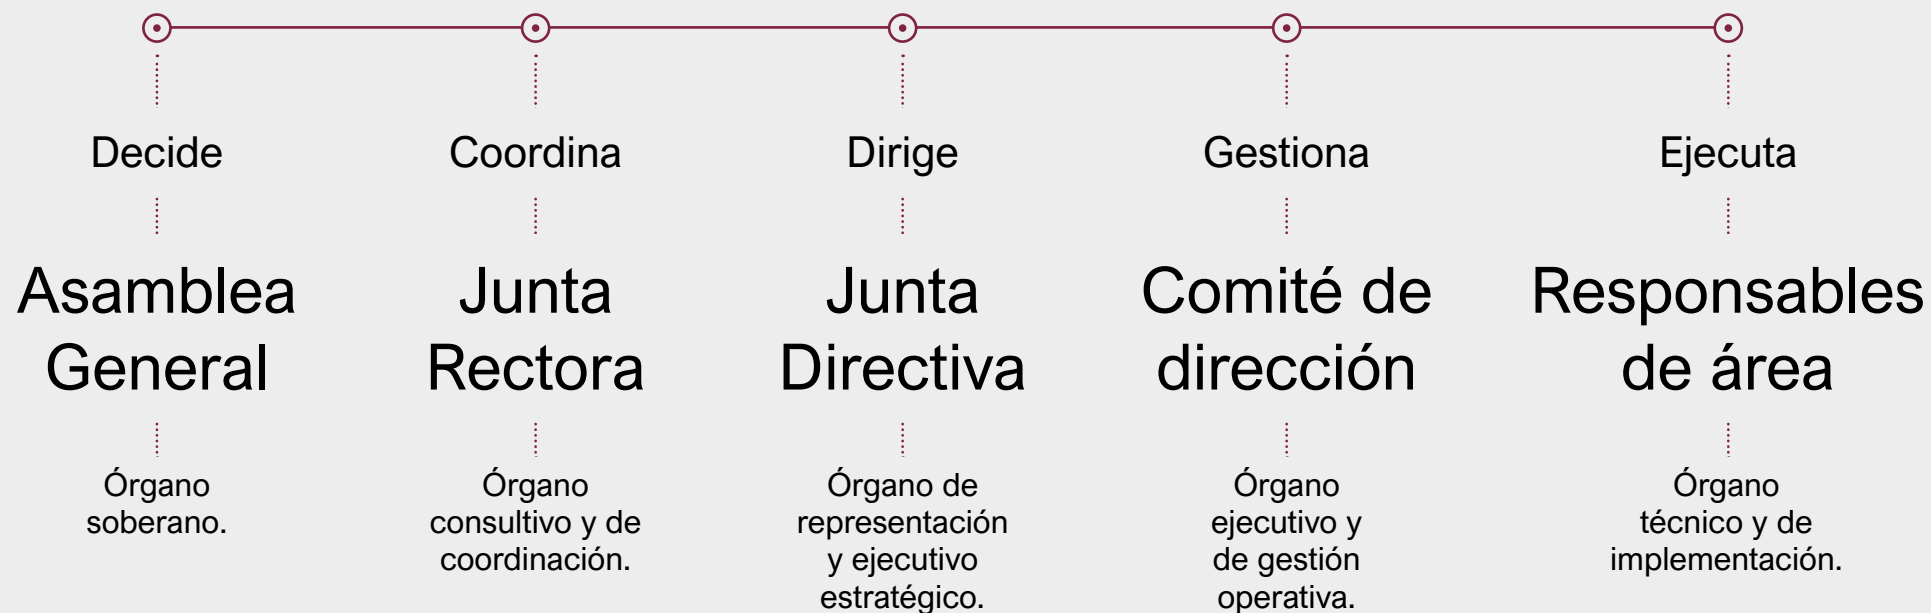 Decide
Coordina
Dirige
Gestiona
Ejecuta
Asamblea
General
Junta
Rectora
Junta
Directiva
Comité de
dirección
Responsables
de área
Órgano
soberano.
Órgano
consultivo y de
coordinación.
Órgano de
representación
y ejecutivo
estratégico.
Órgano
ejecutivo y
de gestión
operativa.
Órgano
técnico y de
implementación.